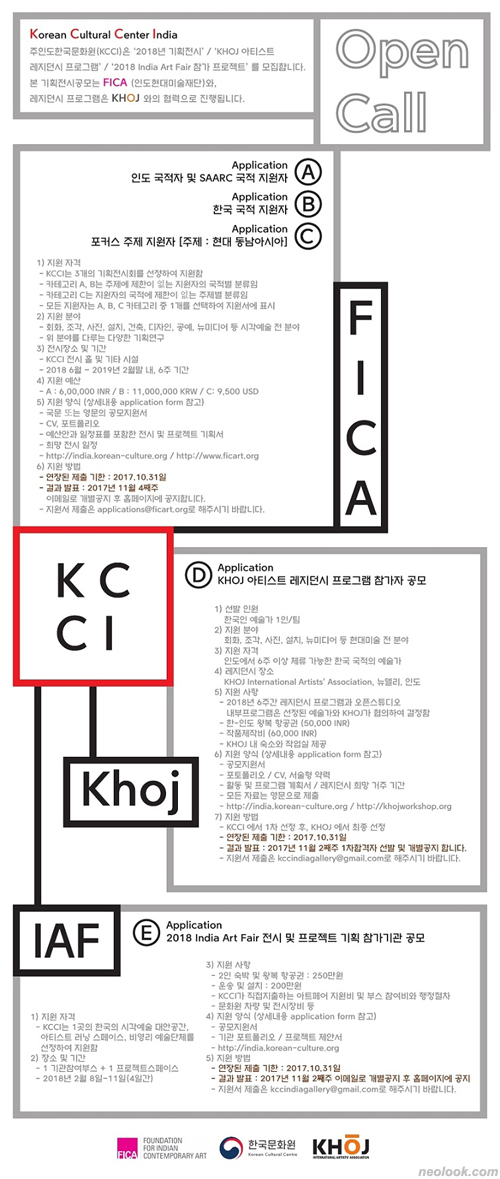 Korean Cultural Center India
주인도한국문화원(KCCI)은 ‘2018년 기획전시’ / ‘KHOJ 아티스트
레지던시 프로그램’ / ‘2018 India Art Fair 참가 프로젝트’ 를 모집합니다.
본 기획전시공모는 FICA (인도현대미술재단)와,
레지던시 프로그램은 KHOJ 와의 협력으로 진행됩니다.
Open
Call
Application
인도 국적자 및 SAARC 국적 지원자
A
Application
한국 국적 지원자
B
Application
포커스 주제 지원자 [주제 : 현대 동남아시아]
C
1) 지원 자격
- KCCI는 3개의 기획전시회를 선정하여 지원함
- 카테고리 A, B는 주제에 제한이 없는 지원자의 국적별 분류임
- 카테고리 C는 지원자의 국적에 제한이 없는 주제별 분류임
- 모든 지원자는 A, B, C 카테고리 중 1개를 선택하여 지원서에 표시
2) 지원 분야
- 회화, 조각, 사진, 설치, 건축, 디자인, 공예, 뉴미디어 등 시각예술 전 분야
- 위 분야를 다루는 다양한 기획연구
3) 전시장소 및 기간
- KCCI 전시 홀 및 기타 시설
- 2018 6월 ~ 2019년 2월말 내, 6주 기간
4) 지원 예산
- A : 6,00,000 INR / B : 11,000,000 KRW / C: 9,500 USD
5) 지원 양식 (상세내용 application form 참고)
- 국문 또는 영문의 공모지원서
- CV, 포트폴리오
- 예산안과 일정표를 포함한 전시 및 프로젝트 기획서
- 희망 전시 일정
- http://india.korean-culture.org / http://www.ficart.org
6) 지원 방법
- 연장된 제출 기한 : 2017.10.31일
- 결과 발표 : 2017년 11월 4째주
이메일로 개별공지 후 홈페이지에 공지합니다.
- 지원서 제출은 applications@ficart.org로 해주시기 바랍니다.
FICA
KC
CI
D
Application
KHOJ 아티스트 레지던시 프로그램 참가자 공모
1) 선발 인원
한국인 예술가 1인/팀
2) 지원 분야
회화, 조각, 사진, 설치, 뉴미디어 등 현대미술 전 분야
3) 지원 자격
인도에서 6주 이상 체류 가능한 한국 국적의 예술가
4) 레지던시 장소
KHOJ International Artists' Association, 뉴델리, 인도
5) 지원 사항
- 2018년 6주간 레지던시 프로그램과 오픈스튜디오
내부프로그램은 선정된 예술가와 KHOJ가 협의하여 결정함
- 한-인도 왕복 항공권 (50,000 INR)
- 작품제작비 (60,000 INR)
- KHOJ 내 숙소와 작업실 제공
6) 지원 양식 (상세내용 application form 참고)
- 공모지원서
- 포토폴리오 / CV, 서술형 약력
- 활동 및 프로그램 계획서 / 레지던시 희망 거주 기간
- 모든 자료는 영문으로 제출
- http://india.korean-culture.org / http://khojworkshop.org
7) 지원 방법
- KCCI 에서 1차 선정 후, KHOJ 에서 최종 선정
- 연장된 제출 기한 : 2017.10.31일
- 결과 발표 : 2017년 11월 2째주 1차합격자 선발 및 개별공지 합니다.
- 지원서 제출은 kccindiagallery@gmail.com로 해주시기 바랍니다.
Khoj
IAF
E
Application
2018 India Art Fair 전시 및 프로젝트 기획 참가기관 공모
1) 지원 자격
- KCCI는 1곳의 한국의 시각예술 대안공간,
아티스트 러닝 스페이스, 비영리 예술단체를
선정하여 지원함
2) 장소 및 기간
- 1 기관참여부스 + 1 프로젝트스페이스
- 2018년 2월 8일~11일(4일간)
3) 지원 사항
- 2인 숙박 및 왕복 항공권 : 250만원
- 운송 및 설치 : 200만원
- KCCI가 직접지출하는 아트페어 지원비 및 부스 참여비와 행정절차
- 문화원 차량 및 전시장비 등
4) 지원 양식 (상세내용 application form 참고)
- 공모지원서
- 기관 포트폴리오 / 프로젝트 제안서
- http://india.korean-culture.org
5) 지원 방법
- 연장된 제출 기한 : 2017.10.31일
- 결과 발표 : 2017년 11월 2째주 이메일로 개별공지 후 홈페이지에 공지
- 지원서 제출은 kccindiagallery@gmail.com로 해주시기 바랍니다.
FICA
FOUNDATION
FOR INDIAN
CONTEMPORARY ART
한국문화원
Korean Cultural Centre
KHOJ
INTERNATIONAL ARTISTS' ASSOCIATION
neolook.com